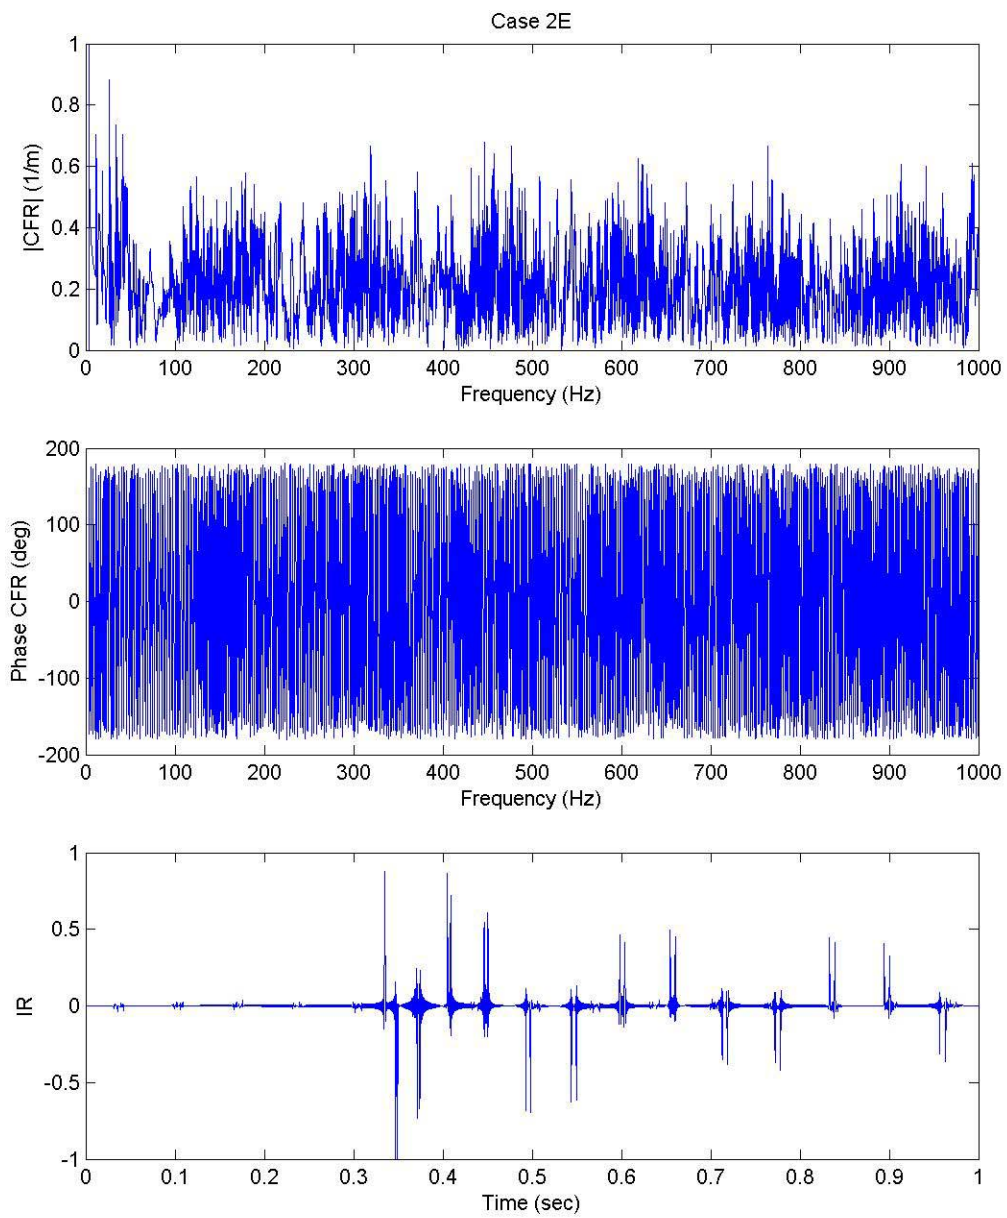 Case 2E
1
0.8
0.6
0.4
0.2
0
|CFR| (1/m)
0 100 200 300 400 500 600 700 800 900 1000
Frequency (Hz)
200
100
0
-100
-200
Phase CFR (deg)
0 100 200 300 400 500 600 700 800 900 1000
Frequency (Hz)
1
0.5
0
-0.5
-1
IR
0 0.1 0.2 0.3 0.4 0.5 0.6 0.7 0.8 0.9 1
Time (sec)